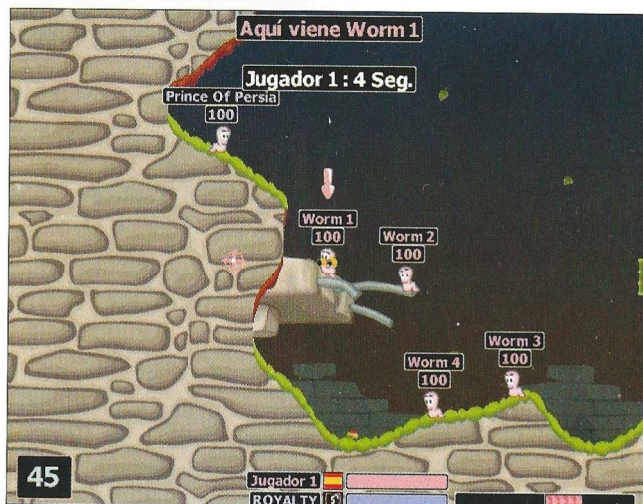 Aquí viene Worm 1
Jugador 1: 4 Seg.
Prince Of Persia
100
Worm 1
100
Worm 2
100
Worm 3
100
Worm 4
100
45
Jugador 1
ROYALTY